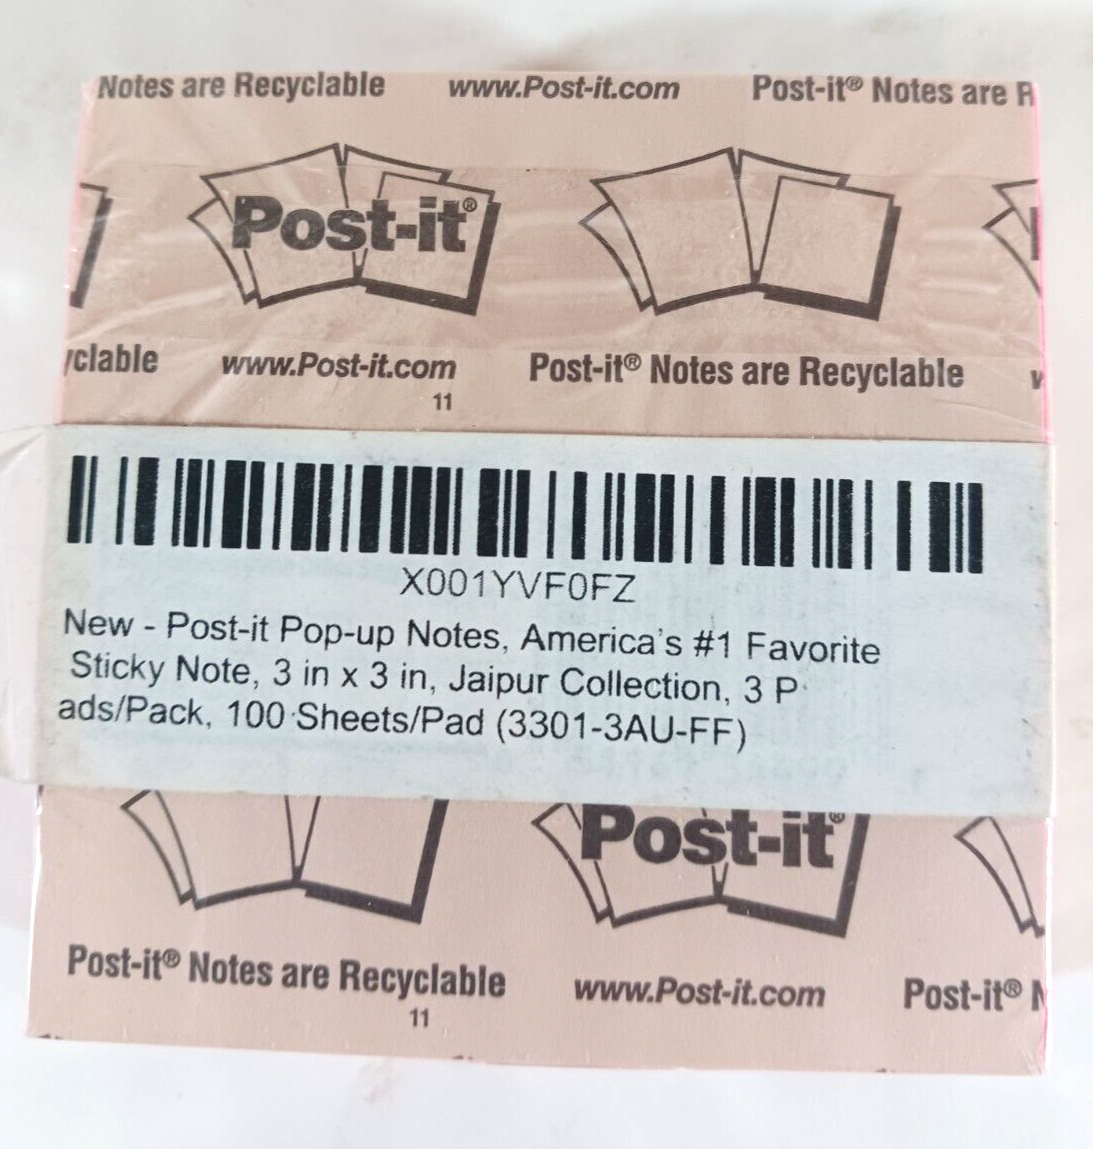 Notes are Recyclable www.Post-it.com Post-it® Notes are R
Post-it®
yclable www.Post-it.com Post-it® Notes are Recyclable
11
X001YVF0FZ
New - Post-it Pop-up Notes, America's #1 Favorite
Sticky Note, 3 in x 3 in, Jaipur Collection, 3 P
ads/Pack, 100 Sheets/Pad (3301-3AU-FF)
Post-it®
Post-it® Notes are Recyclable www.Post-it.com Post-it® N
11